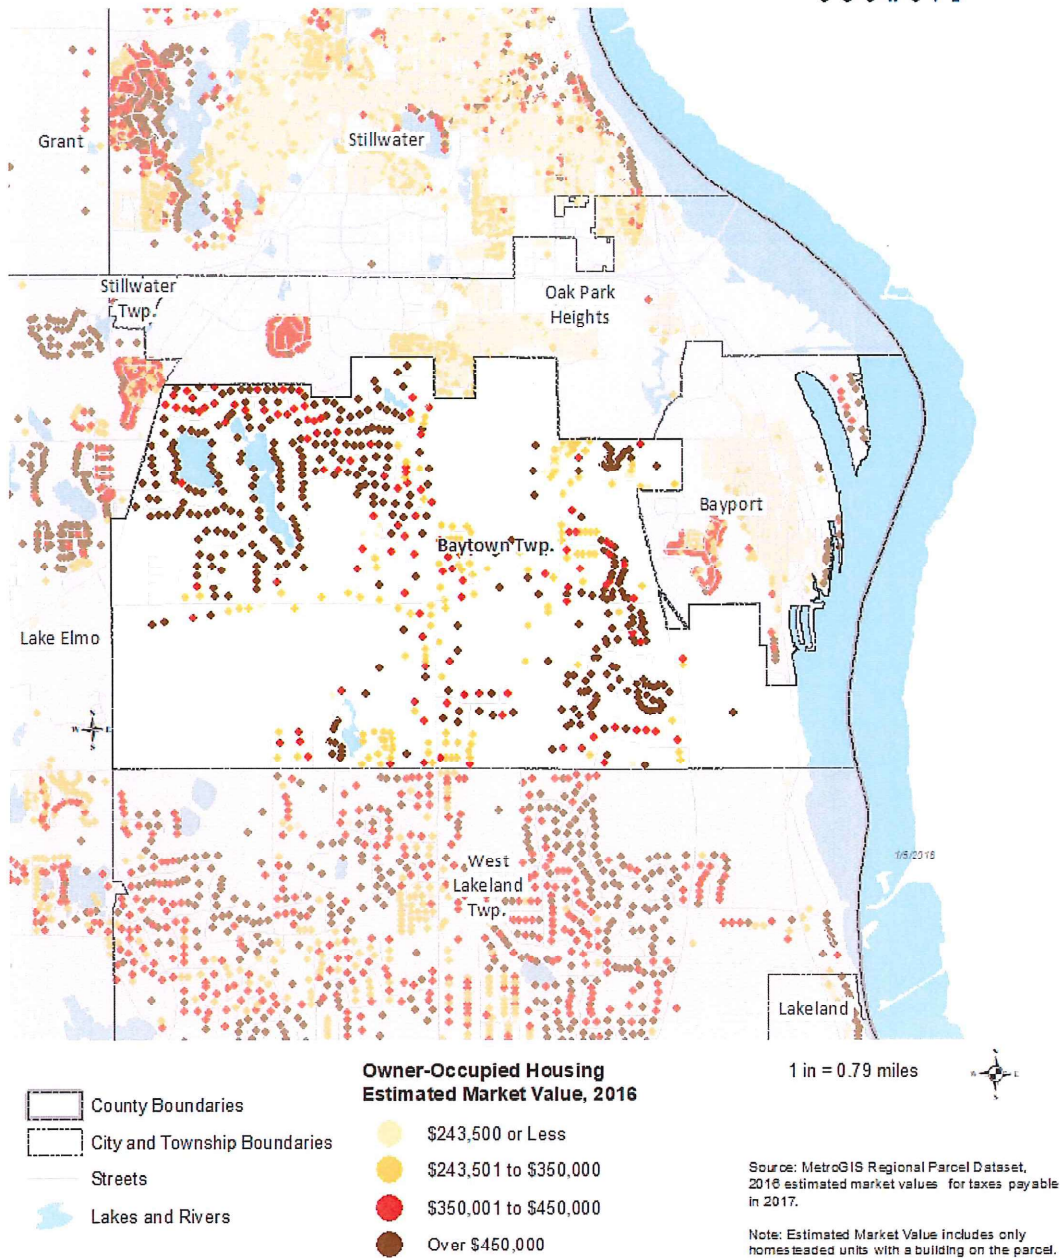 Grant
Stillwater
Stillwater
Twp.
Oak Park
Heights
Bayport
Baytown Twp.
Lake Elmo
N
W E
S
1/5/2018
West
Lakeland
Twp.
Lakeland
County Boundaries
City and Township Boundaries
Streets
Lakes and Rivers
Owner-Occupied Housing
Estimated Market Value, 2016
$243,500 or Less
$243,501 to $350,000
$350,001 to $450,000
Over $450,000
1 in = 0.79 miles
N
W E
S
Source: MetroGIS Regional Parcel Dataset,
2016 estimated market values for taxes payable
in 2017.
Note: Estimated Market Value includes only
homesteaded units with a building on the parcel.